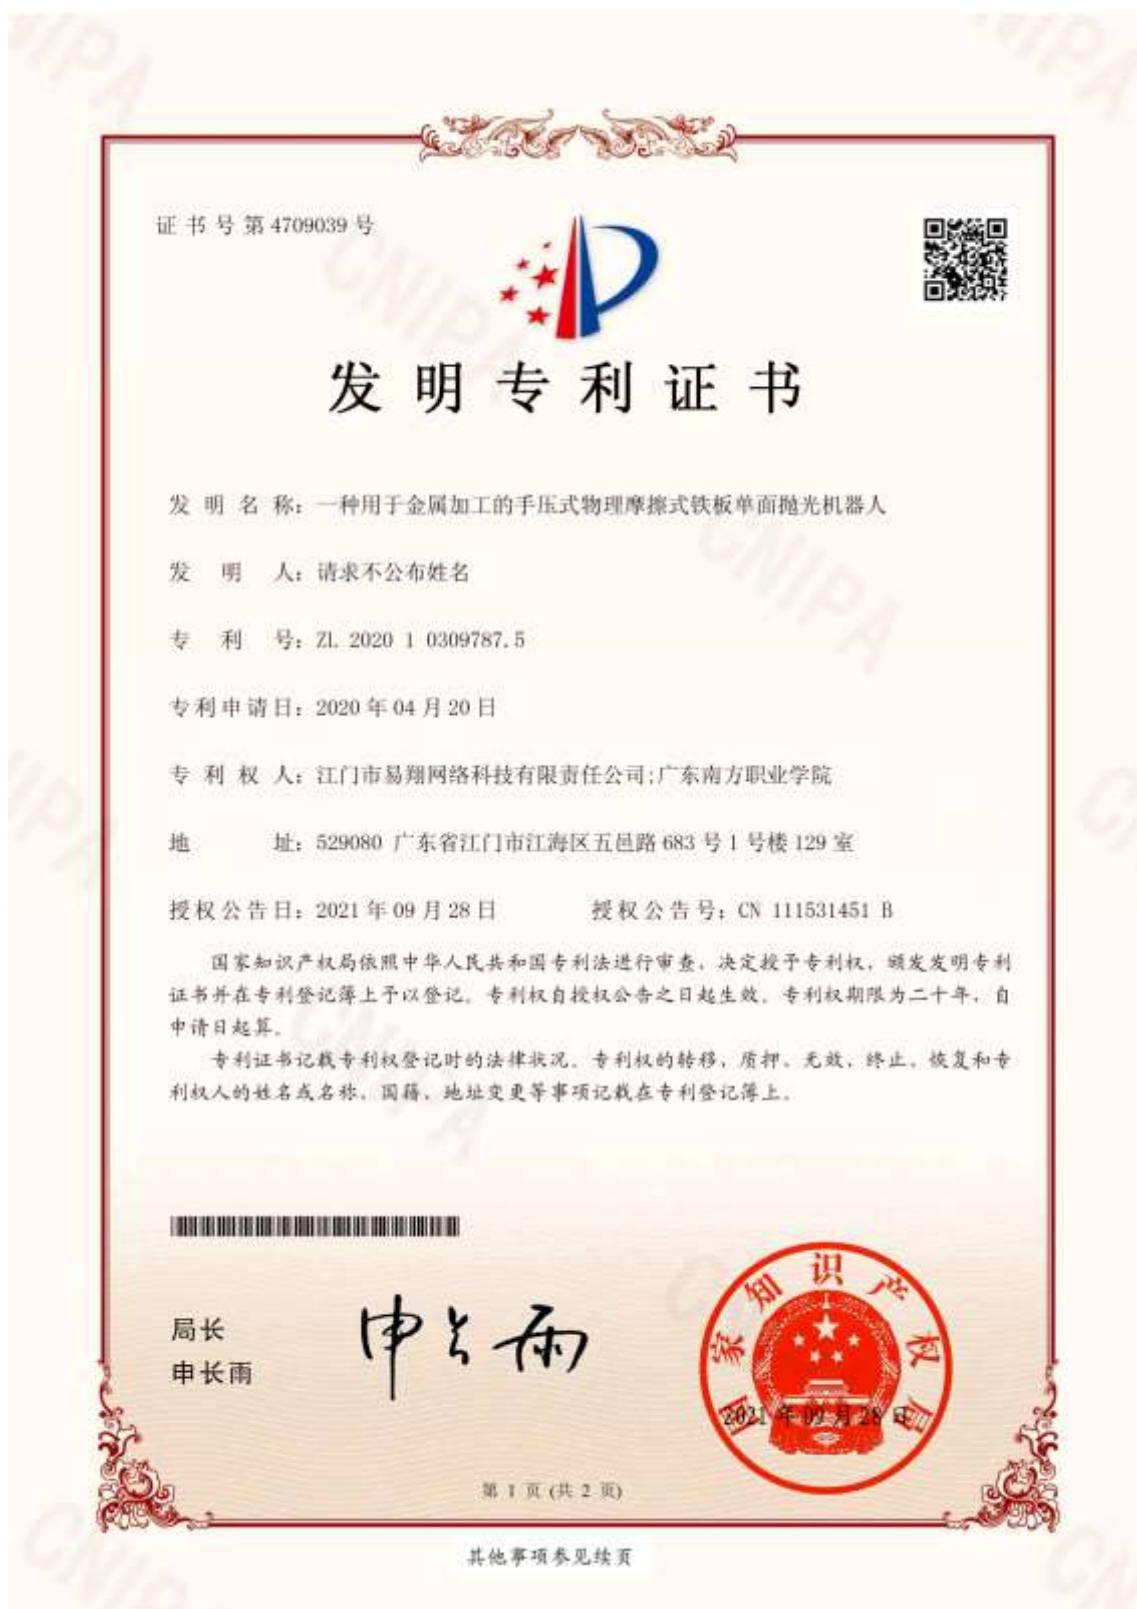 证书号第4709039号
发明专利证书
发明名称：一种用于金属加工的手压式物理摩擦式铁板单面抛光机器人
发明人：请求不公布姓名
专利号：ZL 2020 1 0309787.5
专利申请日：2020年04月20日
专利权人：江门市易翔网络科技有限责任公司;广东南方职业学院
地址：529080 广东省江门市江海区五邑路683号1号楼129室
授权公告日：2021年09月28日 授权公告号：CN 111531451 B
国家知识产权局依照中华人民共和国专利法进行审查，决定授予专利权，颁发发明专利
证书并在专利登记簿上予以登记。专利权自授权公告之日起生效。专利权期限为二十年，自
申请日起算。
专利证书记载专利权登记时的法律状况。专利权的转移、质押、无效、终止、恢复和专
利权人的姓名或名称、国籍、地址变更等事项记载在专利登记簿上。
局长
申长雨
申长雨
国家知识产权局
2021年09月28日
第 1 页 (共 2 页)
其他事项参见续页
CNIPA
CNIPA
CNIPA
CNIPA
CNIPA